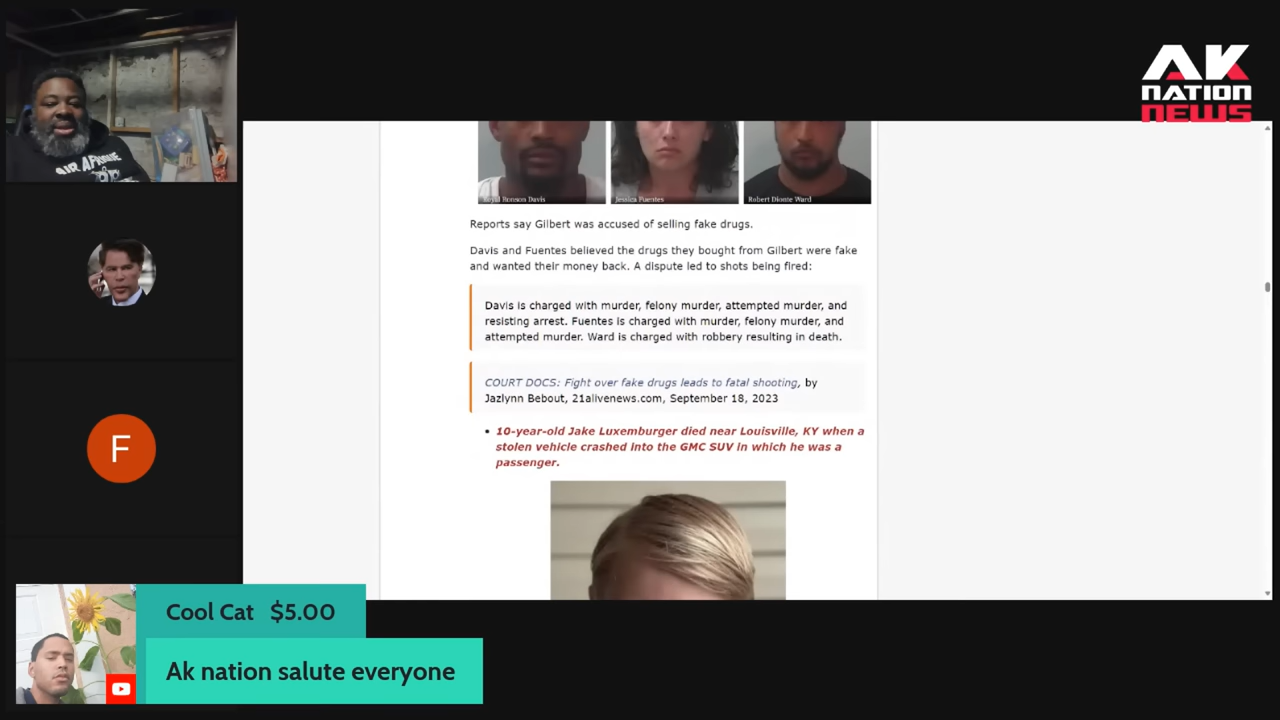 AK
NATION
NEWS
AIR APACHE
Bonson Davis
Jessica Fuentes
Robert Dionte Ward
Reports say Gilbert was accused of selling fake drugs.
Davis and Fuentes believed the drugs they bought from Gilbert were fake
and wanted their money back. A dispute led to shots being fired:
Davis is charged with murder, felony murder, attempted murder, and
resisting arrest. Fuentes is charged with murder, felony murder, and
attempted murder. Ward is charged with robbery resulting in death.
COURT DOCS: Fight over fake drugs leads to fatal shooting, by
Jazlynn Bebout, 21alivenews.com, September 18, 2023
• 10-year-old Jake Luxemburger died near Louisville, KY when a
stolen vehicle crashed into the GMC SUV in which he was a
passenger.
F
Cool Cat $5.00
Ak nation salute everyone